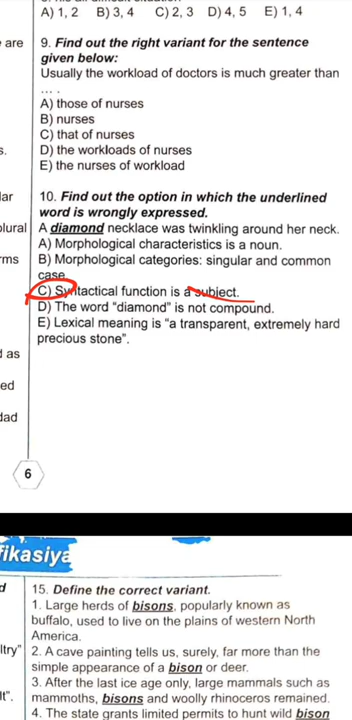 A) 1, 2 B) 3, 4 C) 2, 3 D) 4, 5 E) 1, 4
are
9. Find out the right variant for the sentence
given below:
Usually the workload of doctors is much greater than
... .
A) those of nurses
B) nurses
s.
C) that of nurses
D) the workloads of nurses
E) the nurses of workload
lar
10. Find out the option in which the underlined
word is wrongly expressed.
plural
A diamond necklace was twinkling around her neck.
A) Morphological characteristics is a noun.
rms
B) Morphological categories: singular and common
case.
C) Syntactical function is a subject.
D) The word "diamond" is not compound.
E) Lexical meaning is "a transparent, extremely hard
precious stone".
d as
ed
dad
6
fikasiya
d
15. Define the correct variant.
1. Large herds of bisons, popularly known as
buffalo, used to live on the plains of western North
America.
ltry"
2. A cave painting tells us, surely, far more than the
simple appearance of a bison or deer.
3. After the last ice age only, large mammals such as
lt".
mammoths, bisons and woolly rhinoceros remained.
4. The state grants limited permits to hunt wild bison